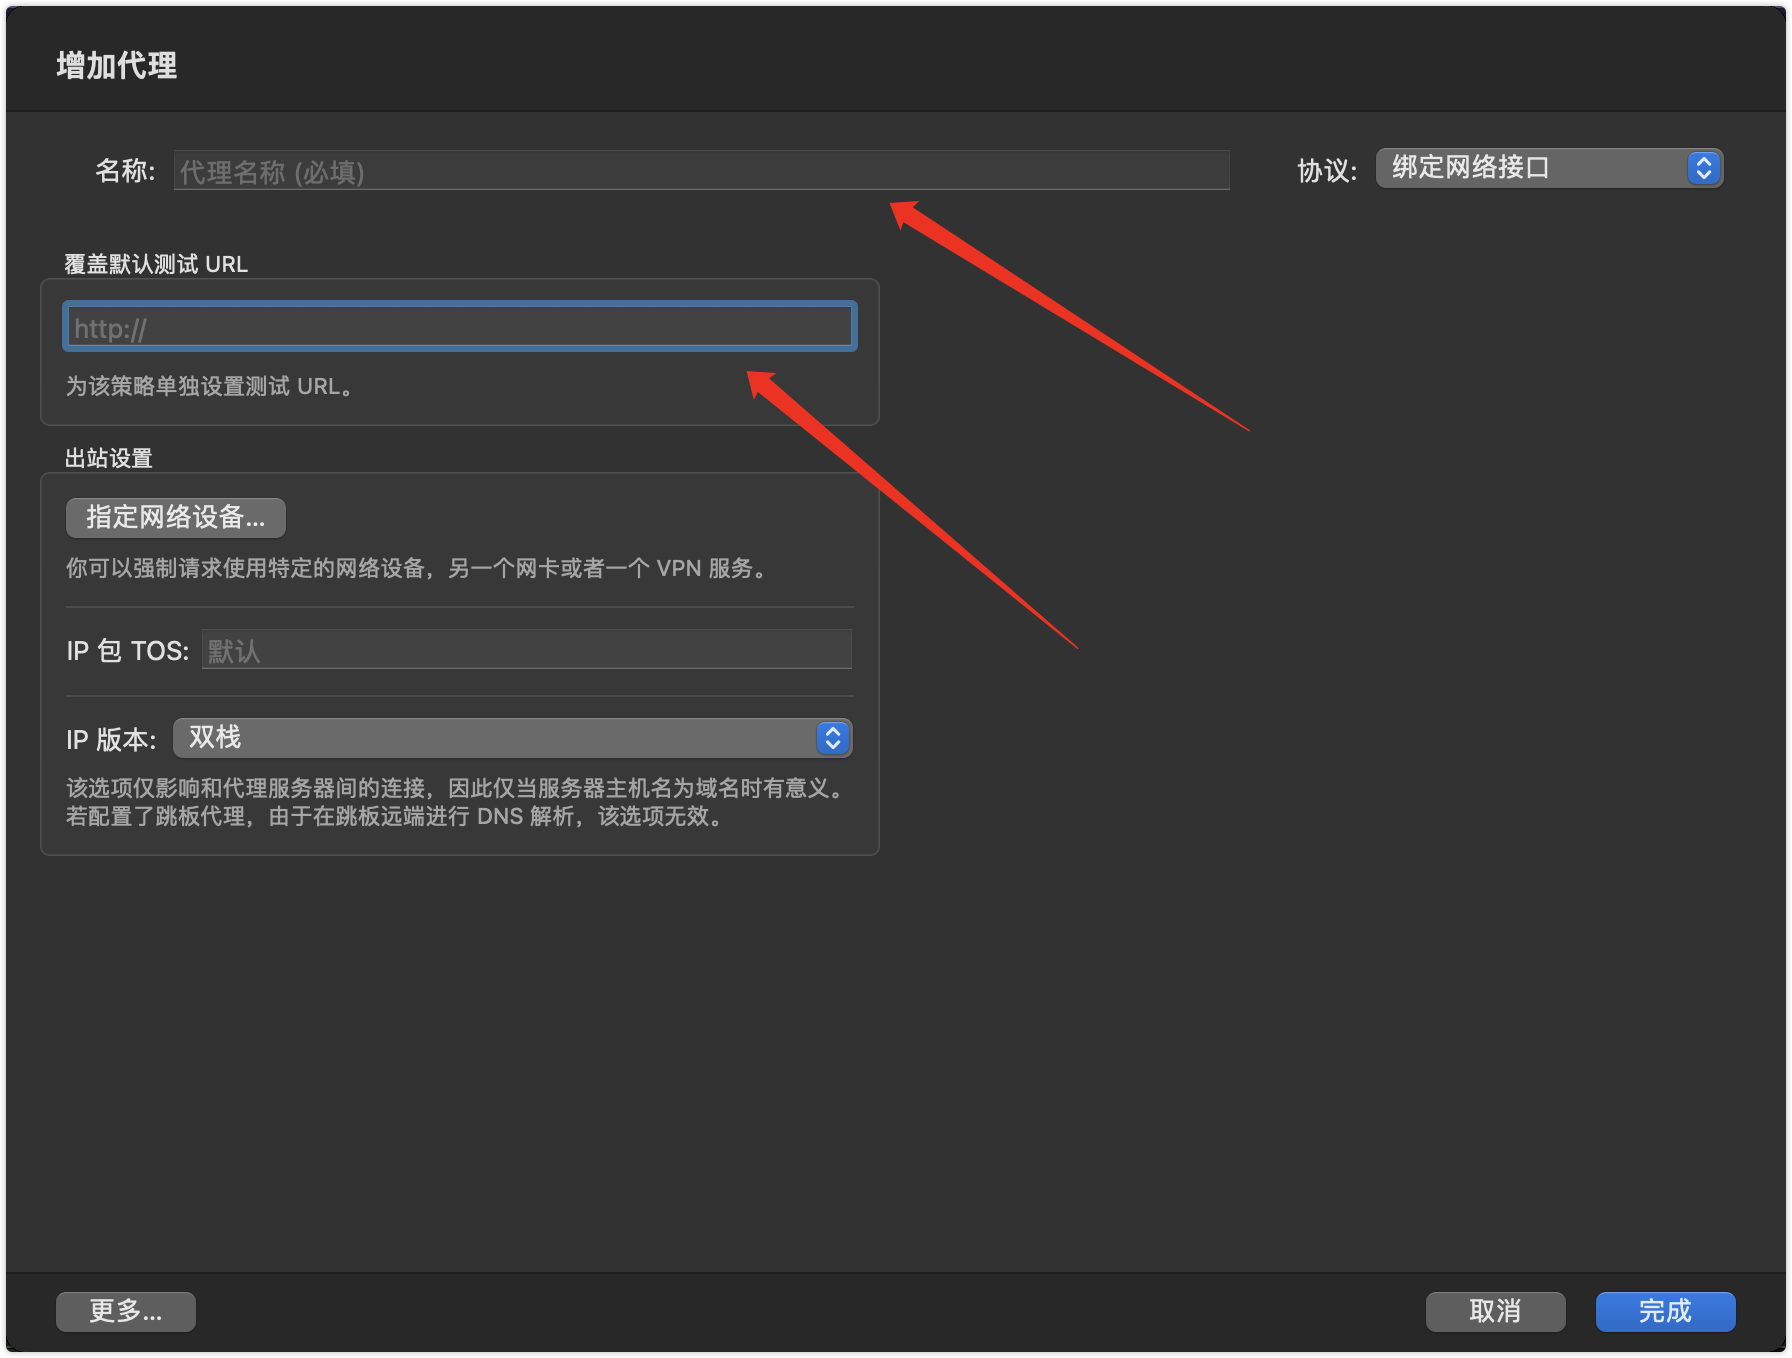 增加代理
名称: 代理名称 (必填)
协议: 绑定网络接口
覆盖默认测试 URL
http://
为该策略单独设置测试 URL。
出站设置
指定网络设备...
你可以强制请求使用特定的网络设备，另一个网卡或者一个 VPN 服务。
IP 包 TOS: 默认
IP 版本: 双栈
该选项仅影响和代理服务器间的连接，因此仅当服务器主机名为域名时有意义。
若配置了跳板代理，由于在跳板远端进行 DNS 解析，该选项无效。
更多...
取消
完成